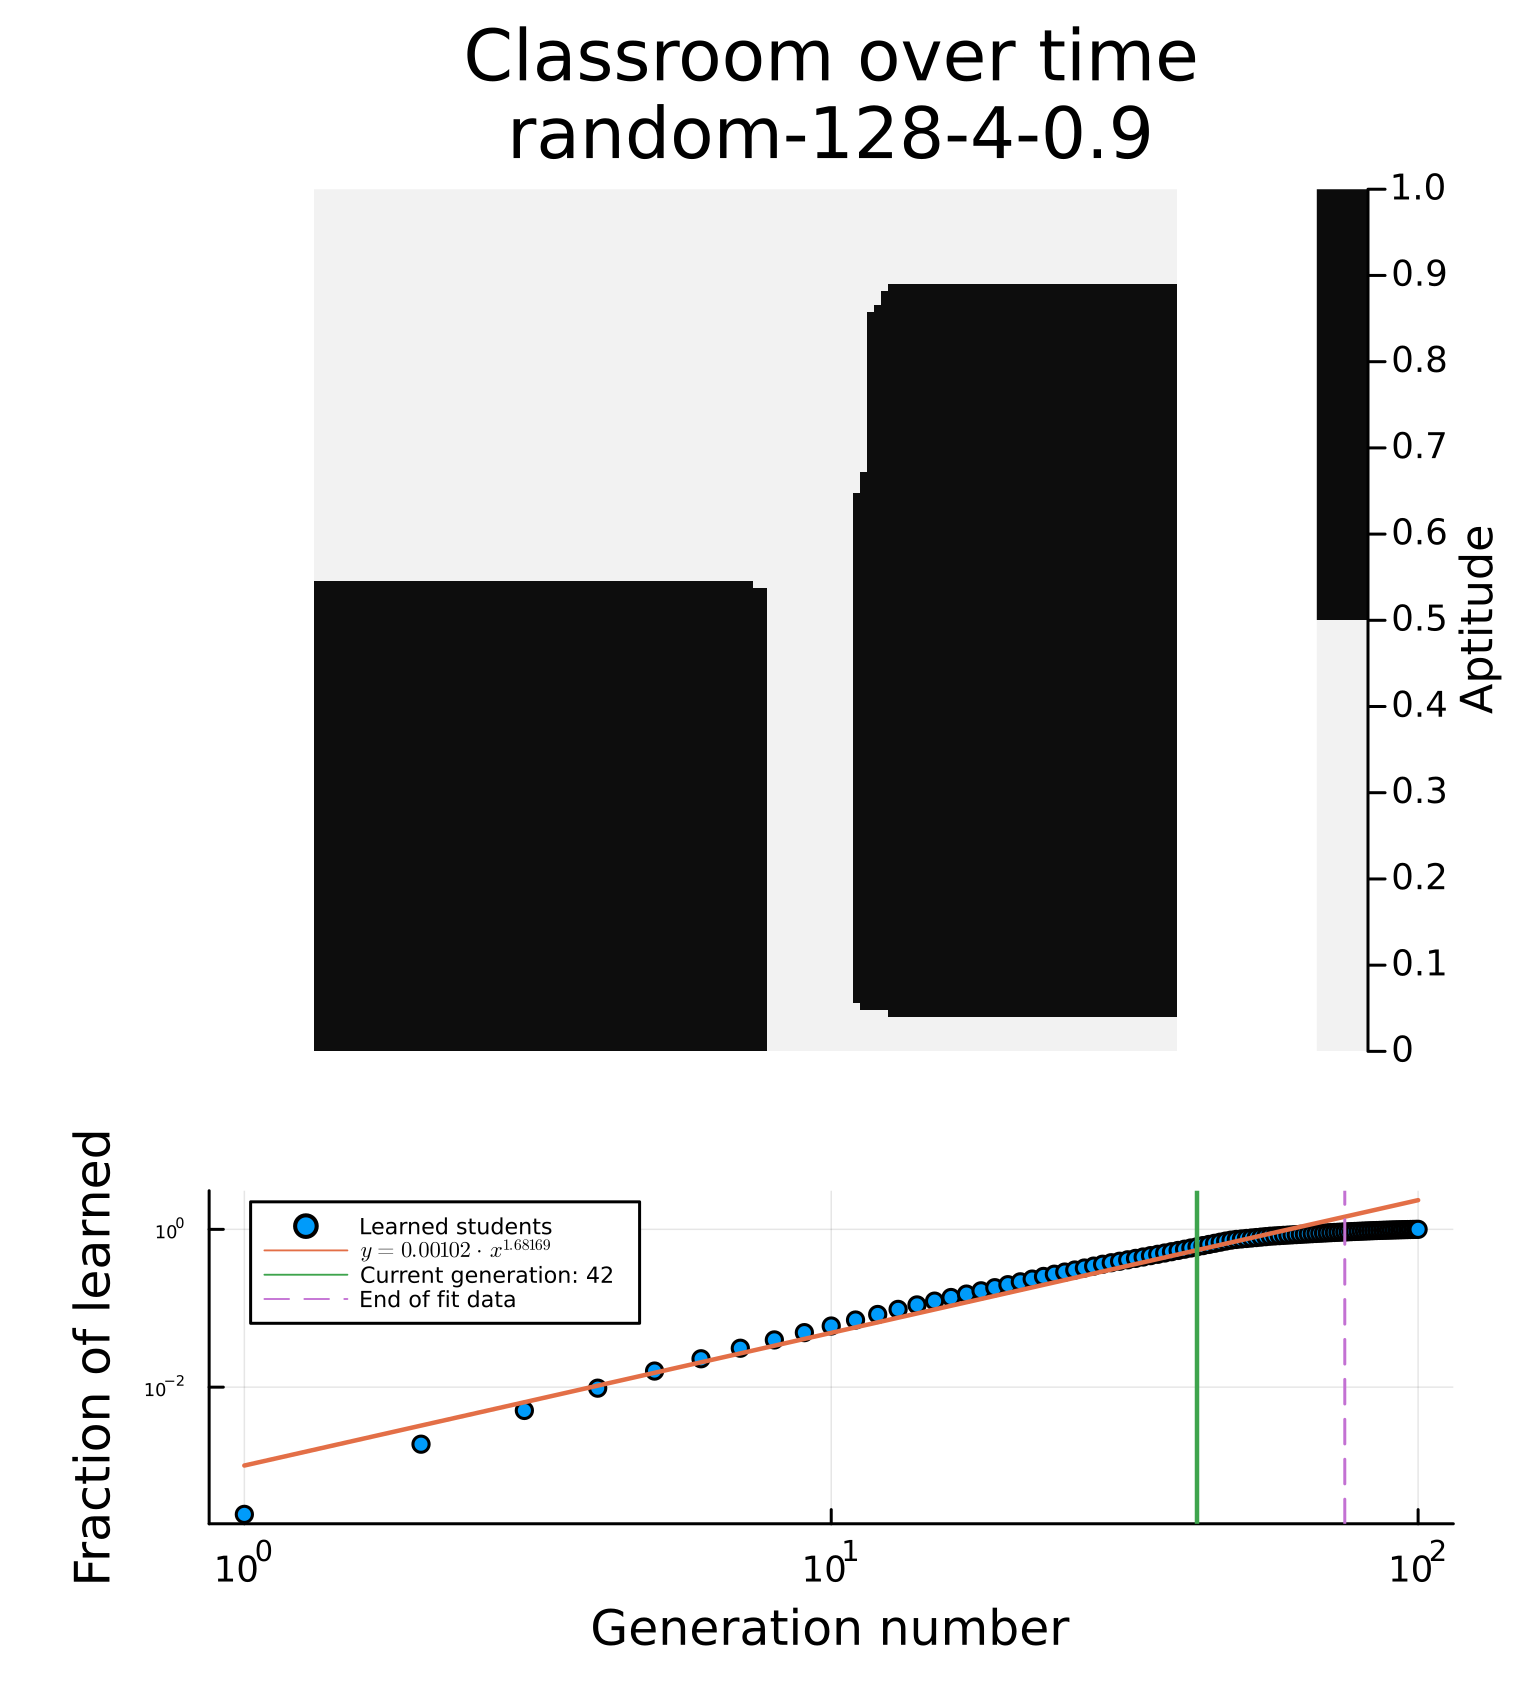 Classroom over time
random-128-4-0.9
1.0
0.9
0.8
0.7
0.6
0.5
0.4
0.3
0.2
0.1
0
Aptitude
Fraction of learned
10⁰
10⁻²
Learned students
y = 0.00102 · x^1.68169
Current generation: 42
End of fit data
10⁰
10¹
10²
Generation number